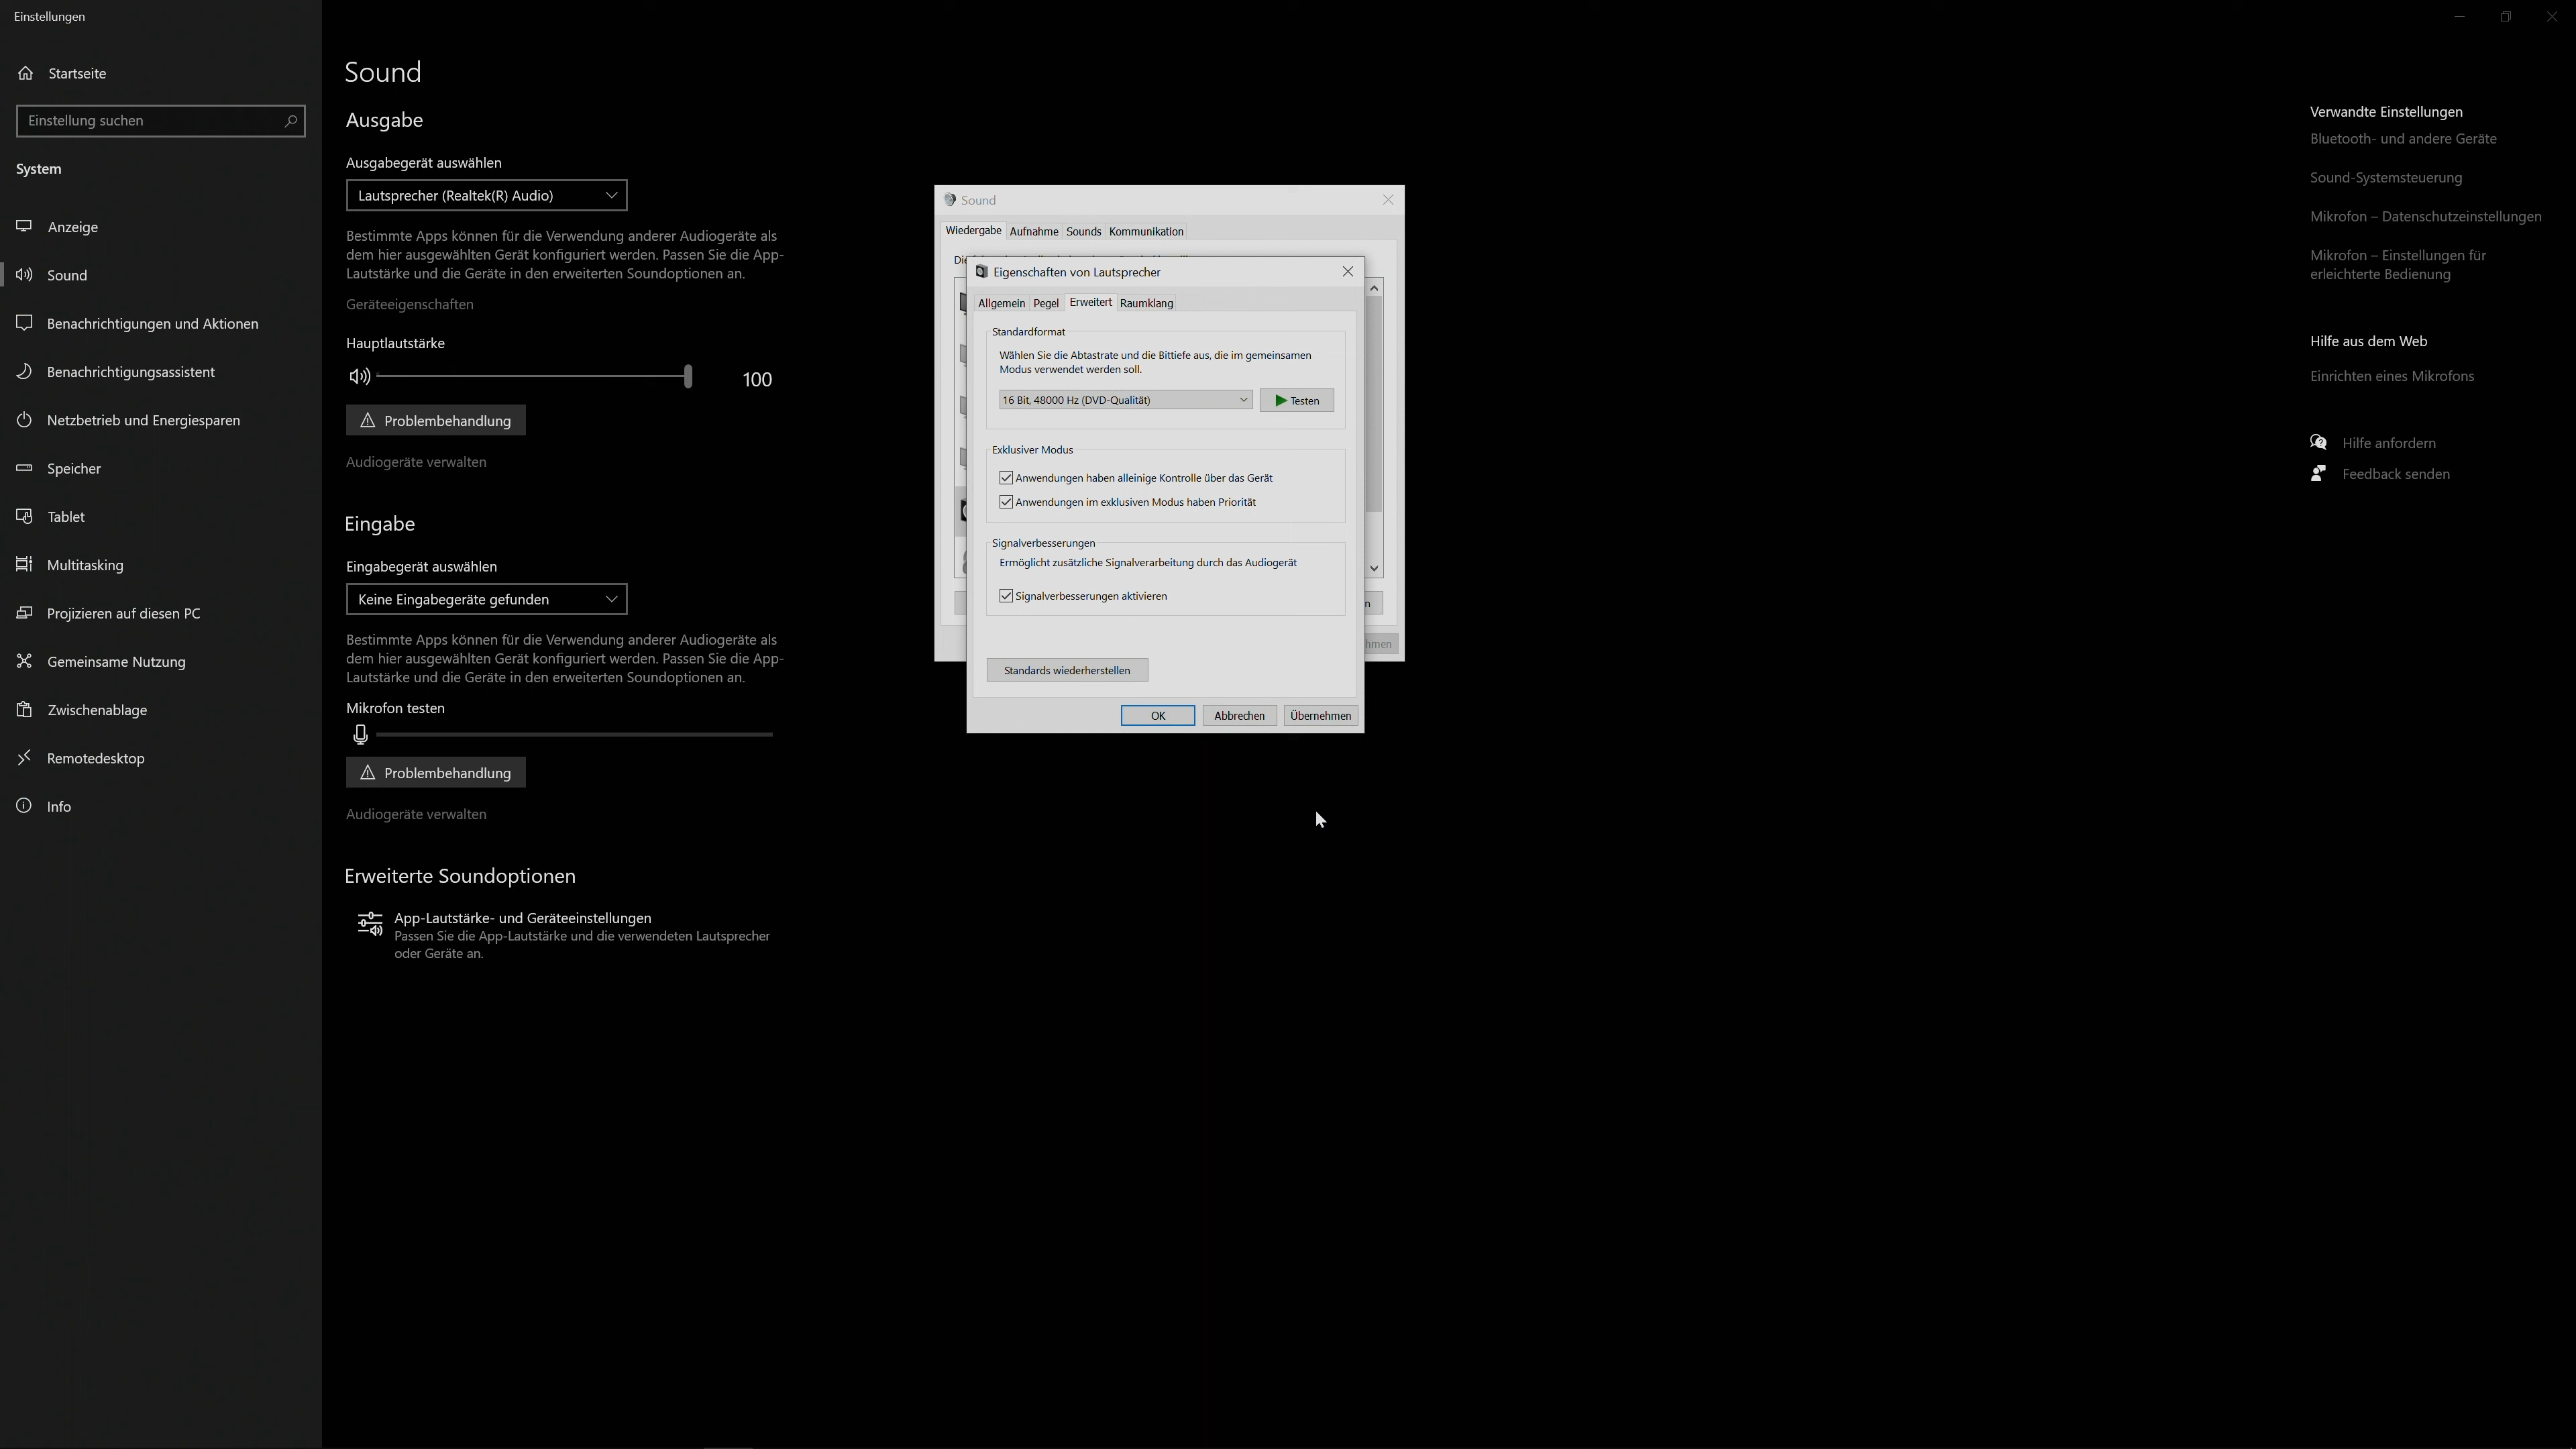 Einstellungen
Startseite
Einstellung suchen
System
Anzeige
Sound
Benachrichtigungen und Aktionen
Benachrichtigungsassistent
Netzbetrieb und Energiesparen
Speicher
Tablet
Multitasking
Projizieren auf diesen PC
Gemeinsame Nutzung
Zwischenablage
Remotedesktop
Info
Sound
Ausgabe
Ausgabegerät auswählen
Lautsprecher (Realtek(R) Audio)
Bestimmte Apps können für die Verwendung anderer Audiogeräte als
dem hier ausgewählten Gerät konfiguriert werden. Passen Sie die App-
Lautstärke und die Geräte in den erweiterten Soundoptionen an.
Geräteeigenschaften
Hauptlautstärke
100
Problembehandlung
Audiogeräte verwalten
Eingabe
Eingabegerät auswählen
Keine Eingabegeräte gefunden
Bestimmte Apps können für die Verwendung anderer Audiogeräte als
dem hier ausgewählten Gerät konfiguriert werden. Passen Sie die App-
Lautstärke und die Geräte in den erweiterten Soundoptionen an.
Mikrofon testen
Problembehandlung
Audiogeräte verwalten
Erweiterte Soundoptionen
App-Lautstärke- und Geräteeinstellungen
Passen Sie die App-Lautstärke und die verwendeten Lautsprecher
oder Geräte an.
Sound
Wiedergabe Aufnahme Sounds Kommunikation
Eigenschaften von Lautsprecher
Allgemein Pegel Erweitert Raumklang
Standardformat
Wählen Sie die Abtastrate und die Bittiefe aus, die im gemeinsamen
Modus verwendet werden soll.
16 Bit, 48000 Hz (DVD-Qualität)
Testen
Exklusiver Modus
Anwendungen haben alleinige Kontrolle über das Gerät
Anwendungen im exklusiven Modus haben Priorität
Signalverbesserungen
Ermöglicht zusätzliche Signalverarbeitung durch das Audiogerät
Signalverbesserungen aktivieren
Standards wiederherstellen
OK
Abbrechen
Übernehmen
Verwandte Einstellungen
Bluetooth- und andere Geräte
Sound-Systemsteuerung
Mikrofon – Datenschutzeinstellungen
Mikrofon – Einstellungen für
erleichterte Bedienung
Hilfe aus dem Web
Einrichten eines Mikrofons
Hilfe anfordern
Feedback senden